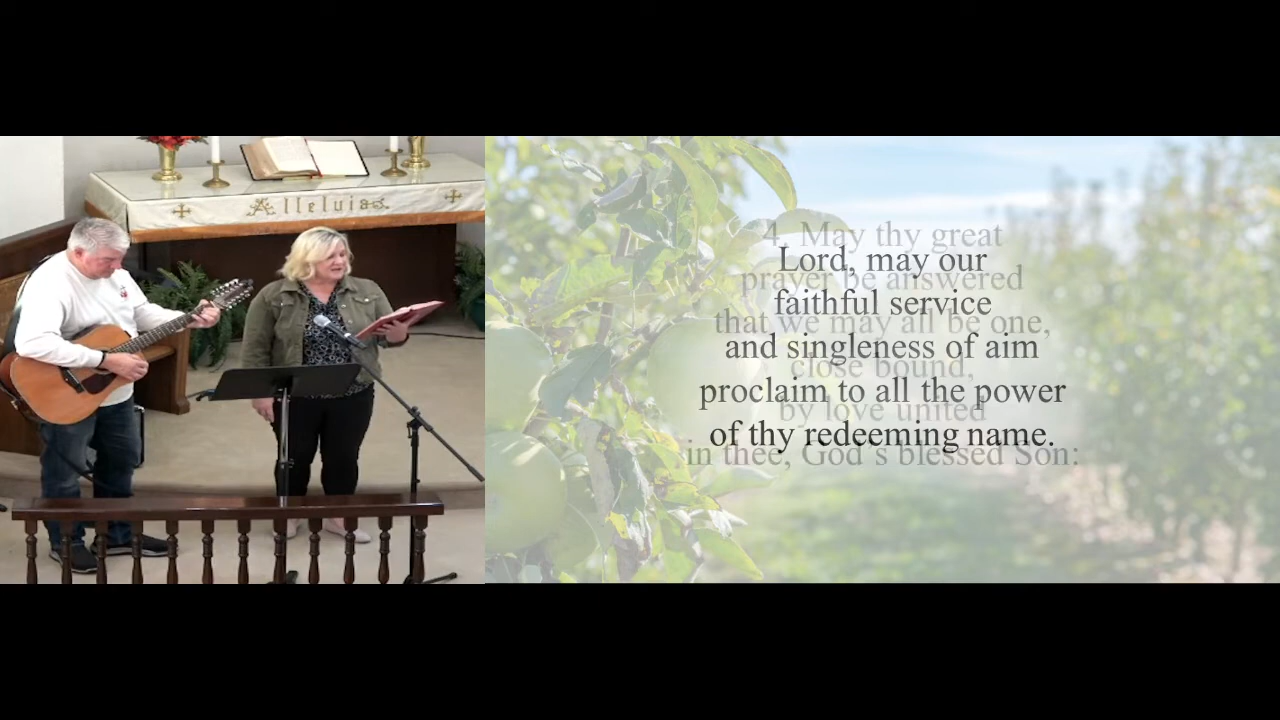 Alleluia
4. May thy great
prayer be answered
that we may all be one,
close bound,
by love united
in thee, God's blessed Son:
Lord, may our
faithful service
and singleness of aim
proclaim to all the power
of thy redeeming name.